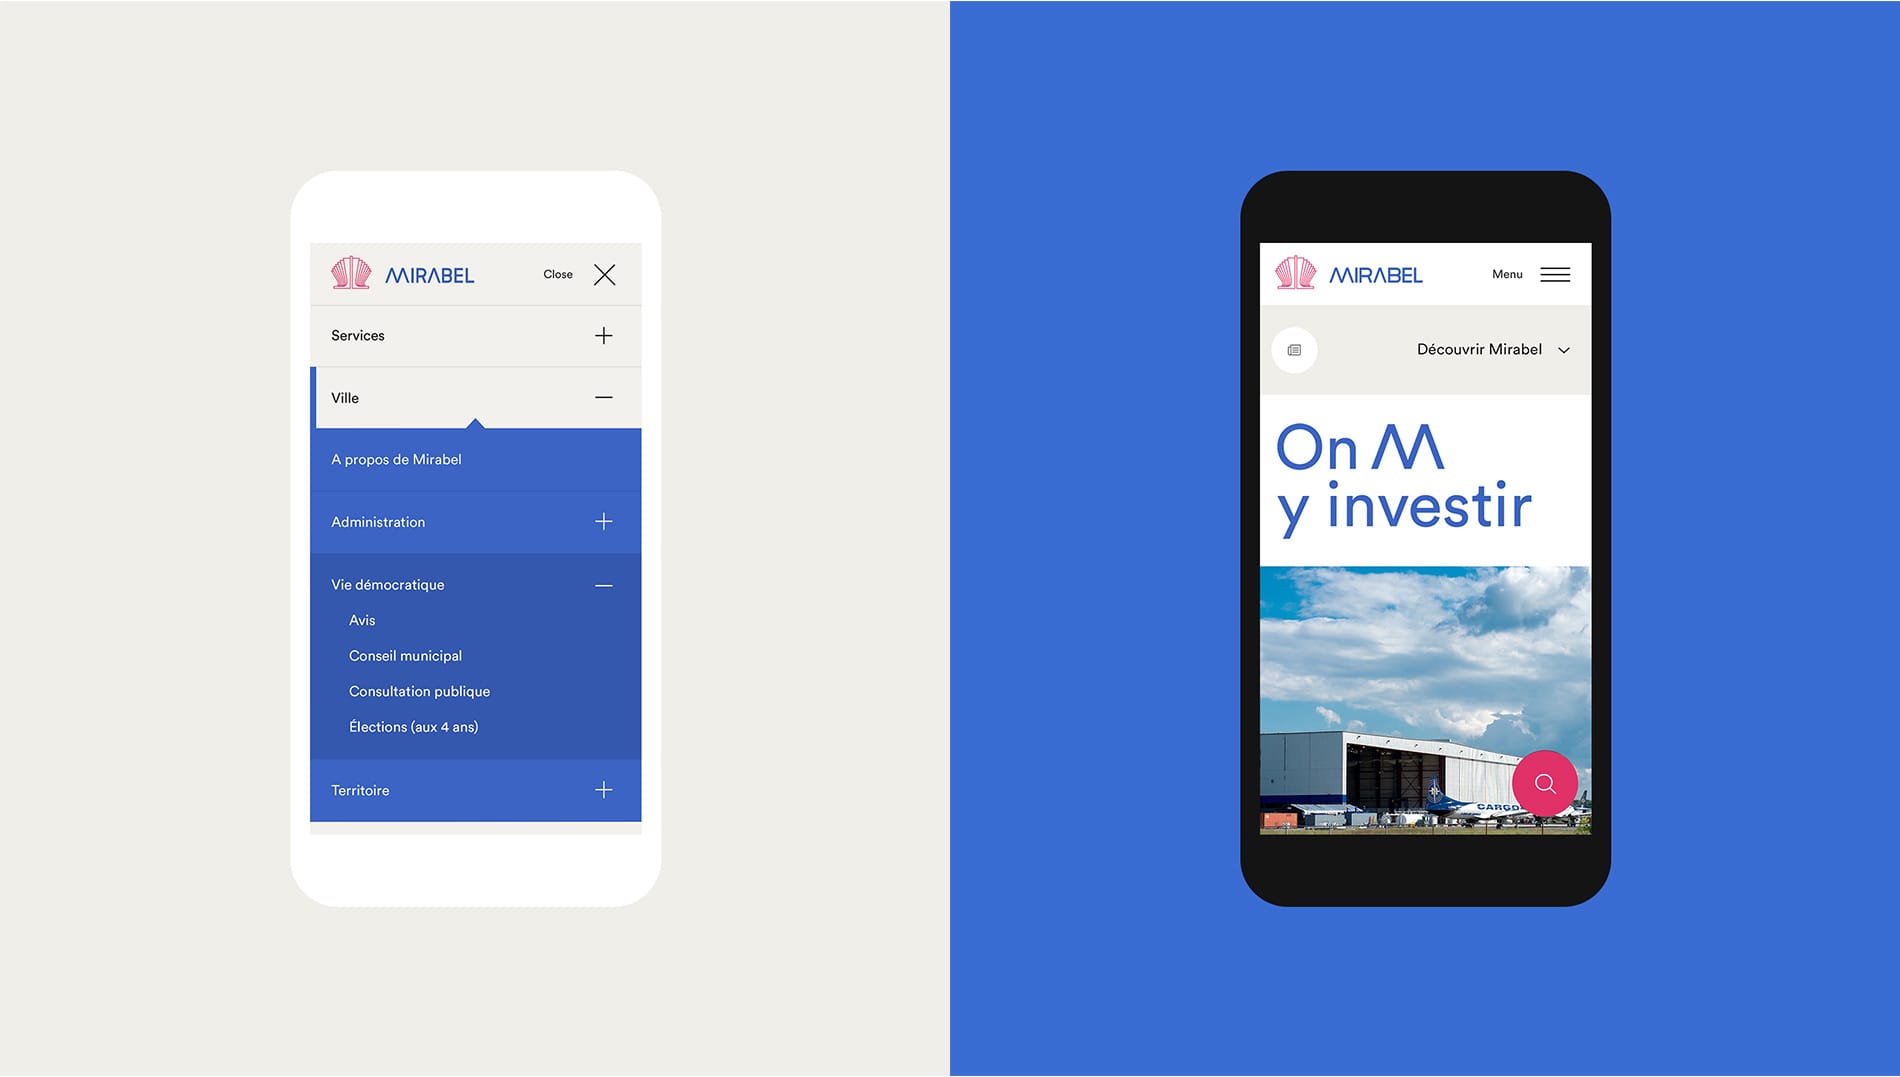 MIRABEL
Close
Services
Ville
A propos de Mirabel
Administration
Vie démocratique
Avis
Conseil municipal
Consultation publique
Élections (aux 4 ans)
Territoire
MIRABEL
Menu
Découvrir Mirabel
On M
y investir
CARGO